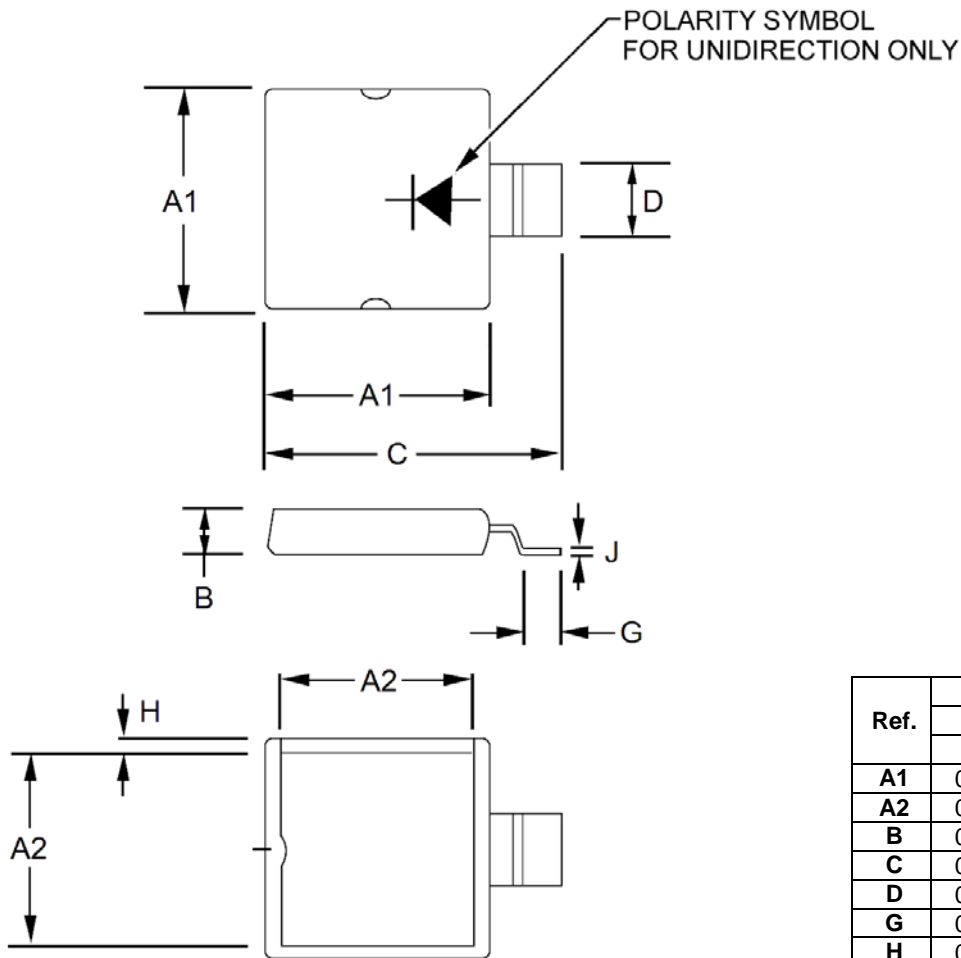 POLARITY SYMBOL
FOR UNIDIRECTION ONLY
A1
D
A1
C
B
J
G
A2
H
A2
Ref.
A1
A2
B
C
D
G
H